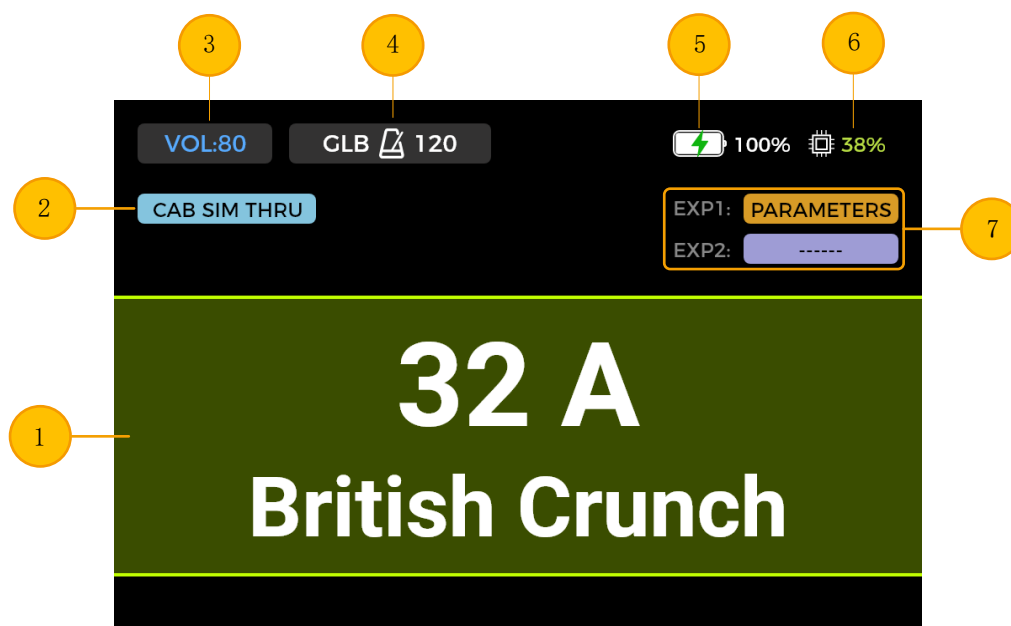 3 4 5 6
VOL:80 GLB 120 100% 38%
2 CAB SIM THRU EXP1: PARAMETERS
EXP2: ------
7
32 A
1
British Crunch